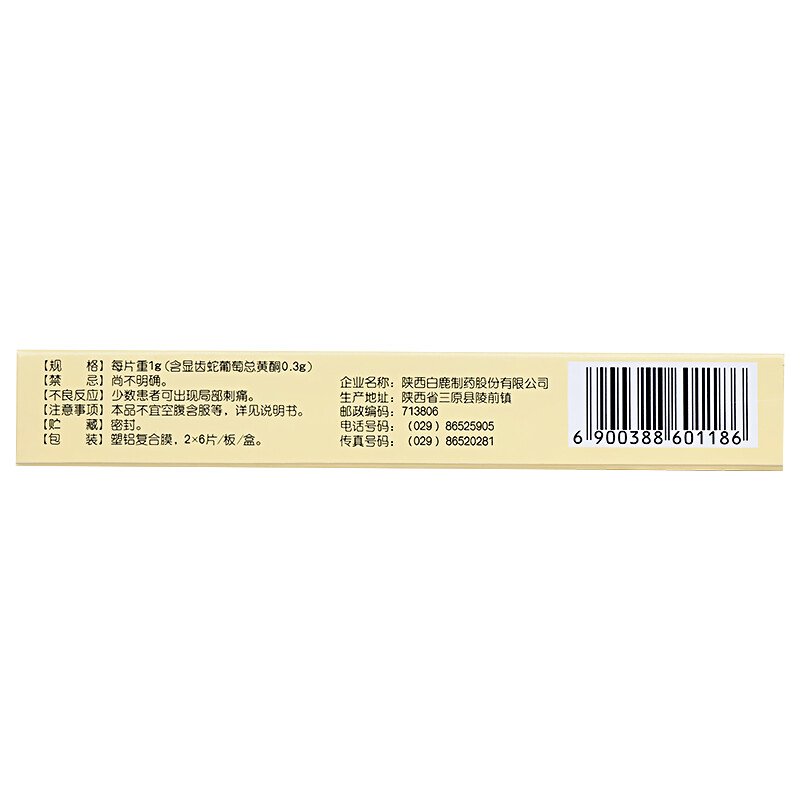 【规　格】每片重1g(含显齿蛇葡萄总黄酮0.3g)
【禁　忌】尚不明确。
【不良反应】少数患者可出现局部刺痛。
【注意事项】本品不宜空腹含服等，详见说明书。
【贮　藏】密封。
【包　装】塑铝复合膜，2×6片/板/盒。
企业名称：陕西白鹿制药股份有限公司
生产地址：陕西省三原县陵前镇
邮政编码：713806
电话号码：（029）86525905
传真号码：（029）86520281
6 900388 601186